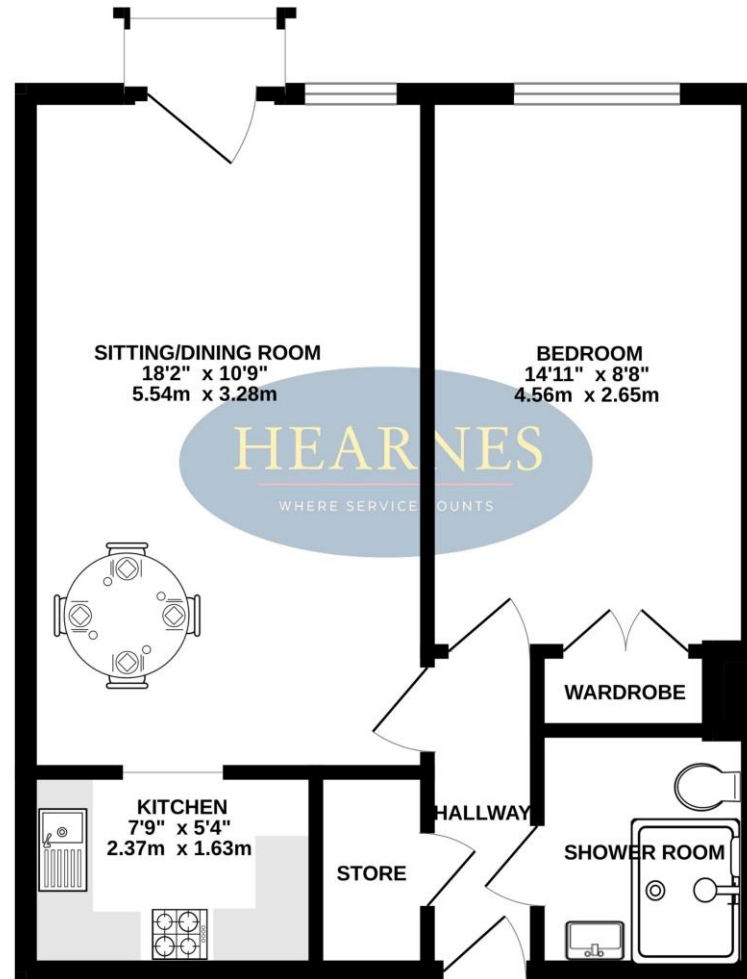 SITTING/DINING ROOM
18'2" x 10'9"
5.54m x 3.28m
BEDROOM
14'11" x 8'8"
4.56m x 2.65m
HEARNES
WHERE SERVICE COUNTS
WARDROBE
KITCHEN
7'9" x 5'4"
2.37m x 1.63m
HALLWAY
STORE
SHOWER ROOM